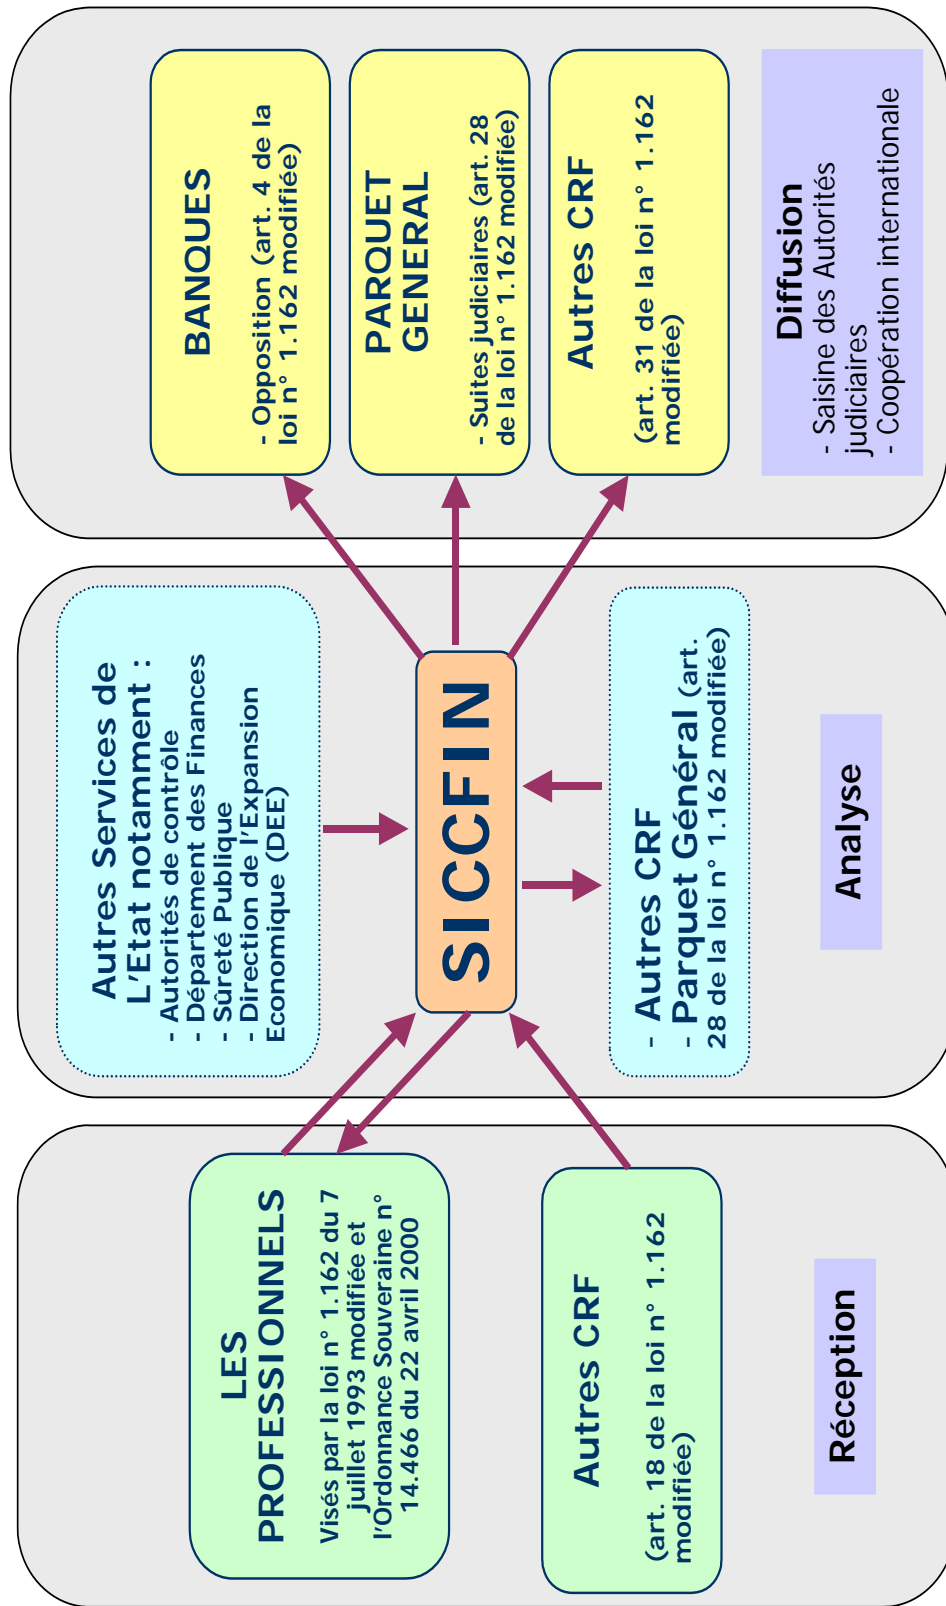 LES
PROFESSIONNELS
Visés par la loi n° 1.162 du 7
juillet 1993 modifiée et
l'Ordonnance Souveraine n°
14.466 du 22 avril 2000
Autres CRF
(art. 18 de la loi n° 1.162
modifiée)
Réception
Autres Services de
L'Etat notamment :
- Autorités de contrôle
- Département des Finances
- Sûreté Publique
- Direction de l'Expansion
Economique (DEE)
SICCFIN
- Autres CRF
- Parquet Général (art.
28 de la loi n° 1.162 modifiée)
Analyse
BANQUES
- Opposition (art. 4 de la
loi n° 1.162 modifiée)
PARQUET
GENERAL
- Suites judiciaires (art. 28
de la loi n° 1.162 modifiée)
Autres CRF
(art. 31 de la loi n° 1.162
modifiée)
Diffusion
- Saisine des Autorités
judiciaires
- Coopération internationale